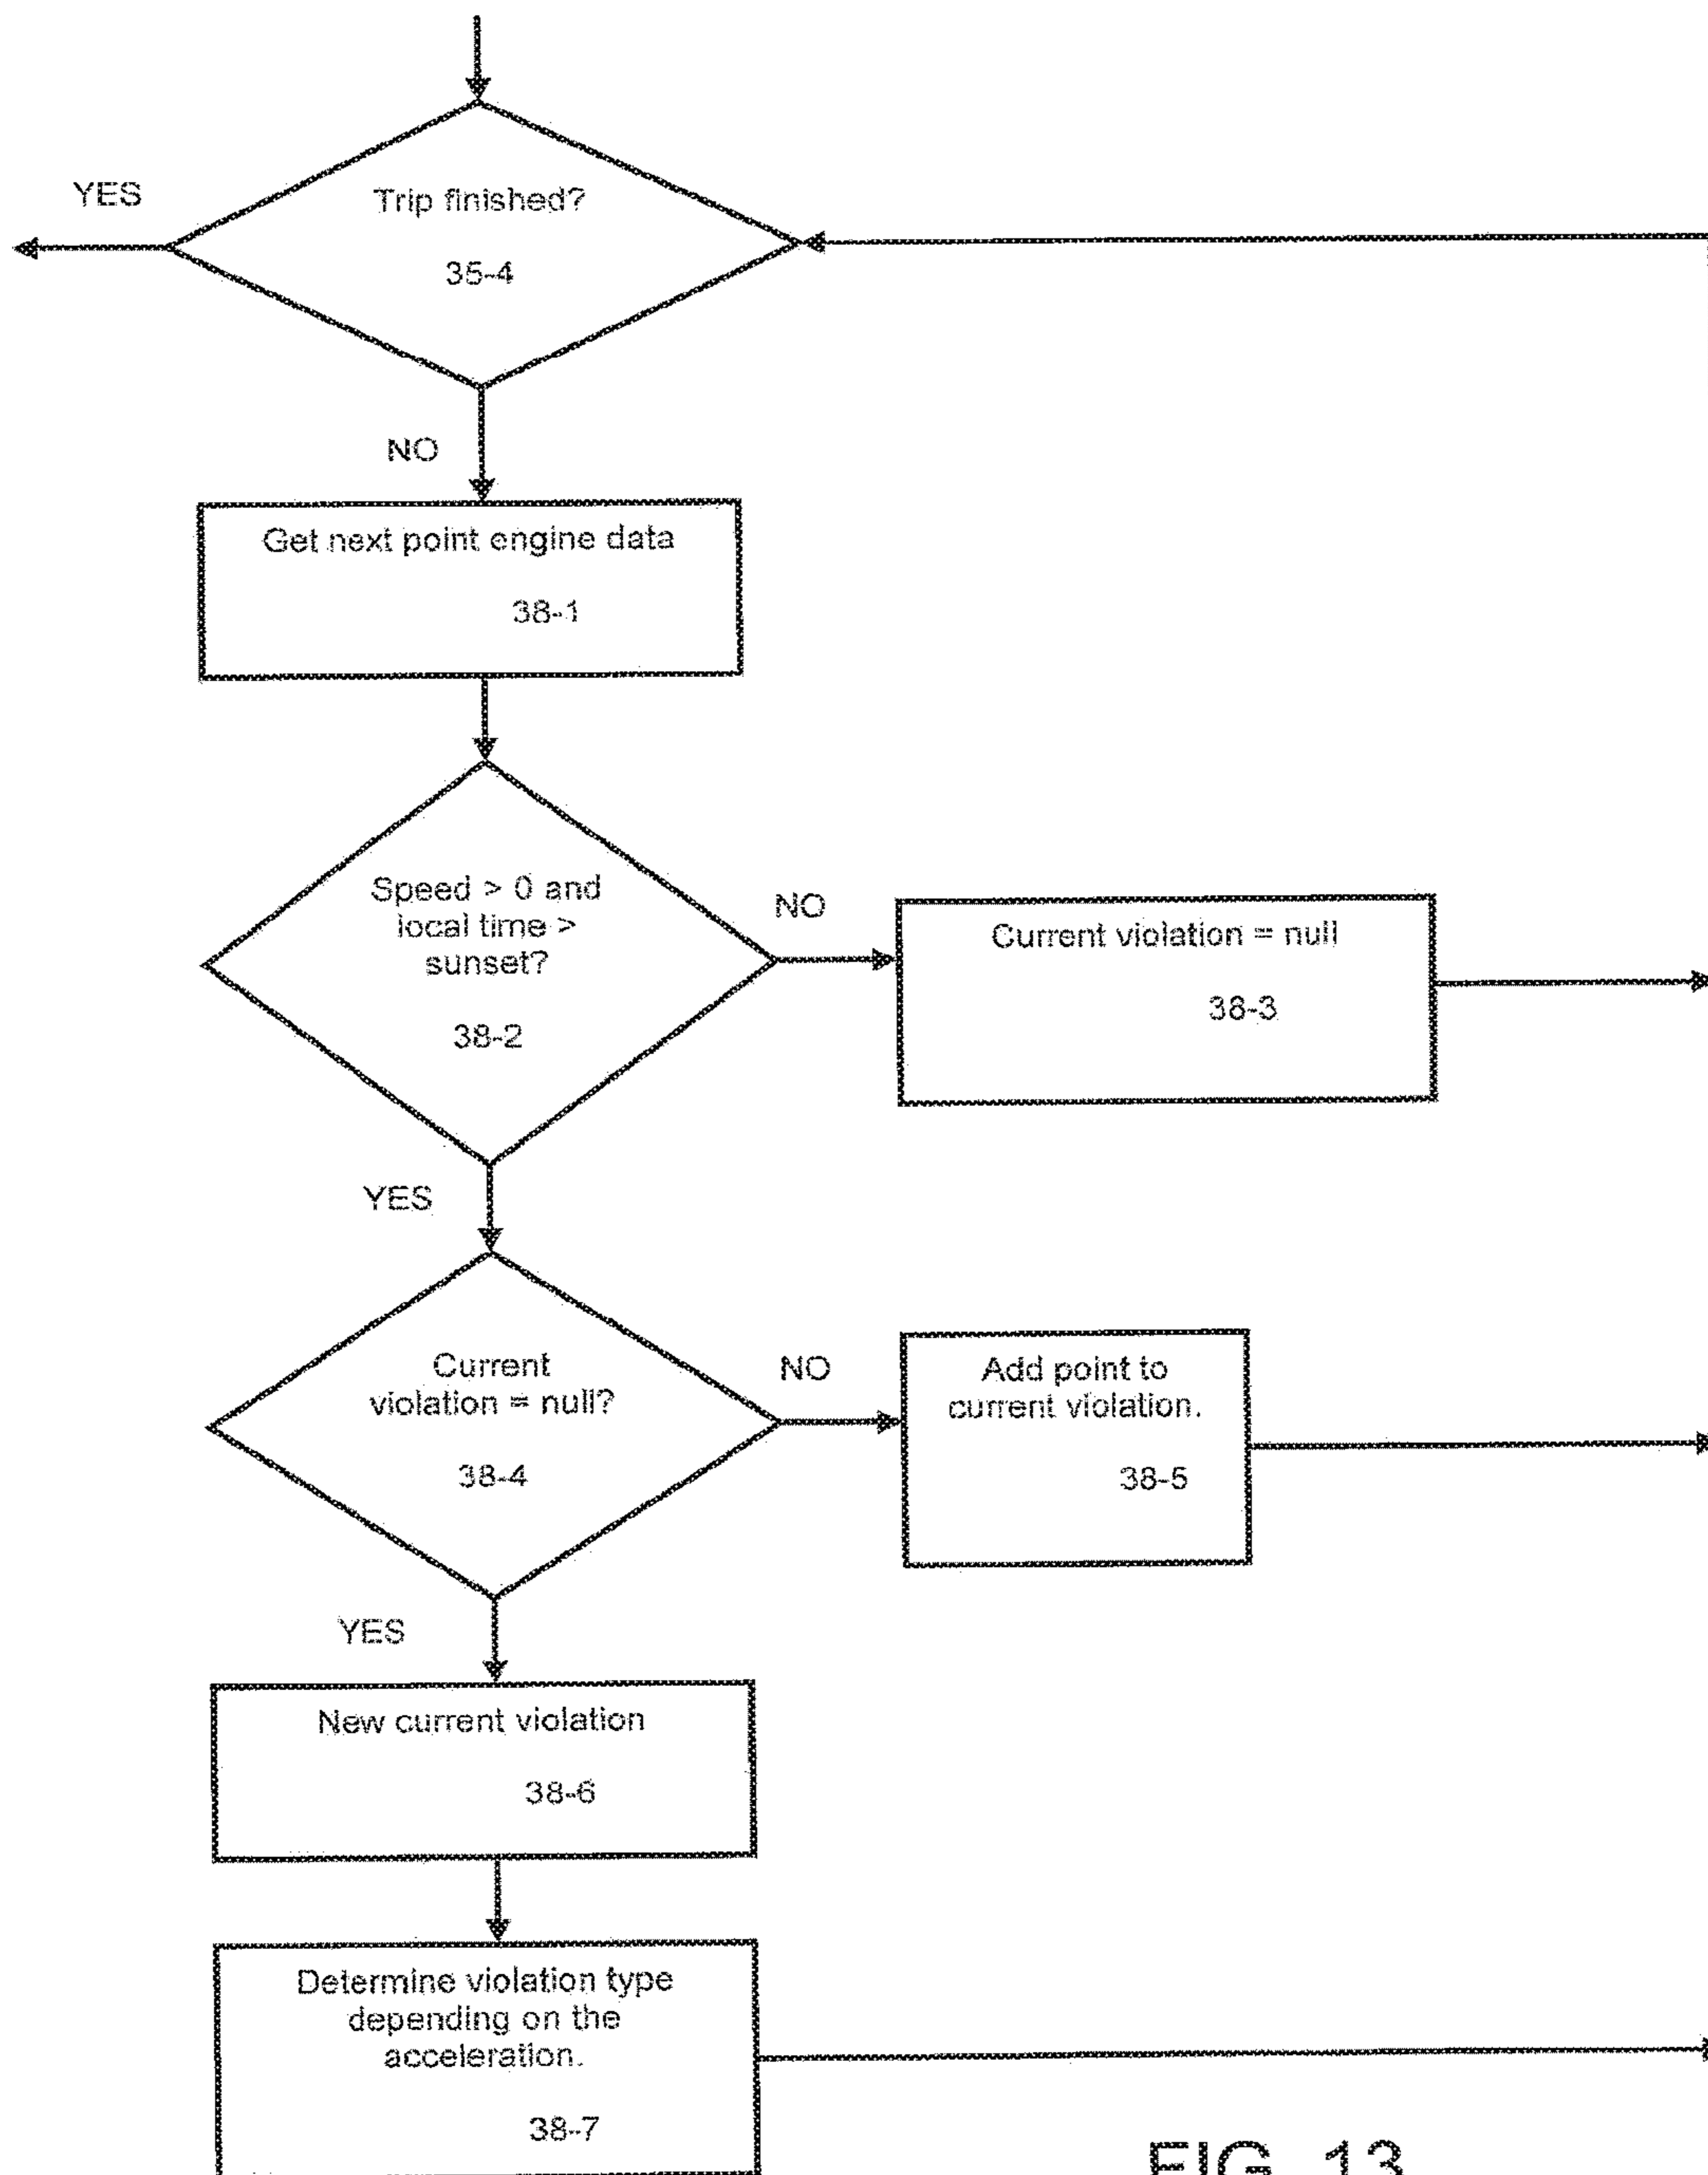 Trip finished?
35-4
YES
NO
Get next point engine data
38-1
Speed > 0 and
local time >
sunset?
38-2
NO
Current violation = null
38-3
YES
Current
violation = null?
38-4
NO
Add point to
current violation.
38-5
YES
New current violation
38-6
Determine violation type
depending on the
acceleration.
38-7
FIG. 13